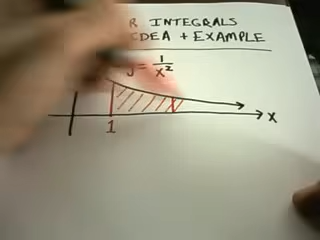 R INTEGRALS
IDEA + EXAMPLE
y = 1/x²
x
1